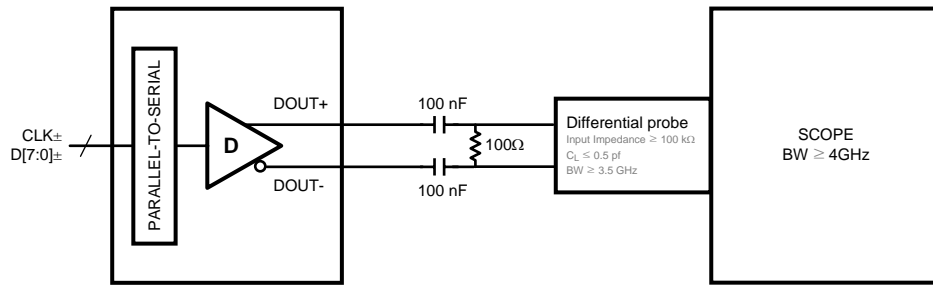 CLK±
D[7:0]±
PARALLEL-TO-SERIAL
D
DOUT+
DOUT-
100 nF
100Ω
100 nF
Differential probe
Input Impedance ≥ 100 kΩ
CL ≤ 0.5 pf
BW ≥ 3.5 GHz
SCOPE
BW ≥ 4GHz